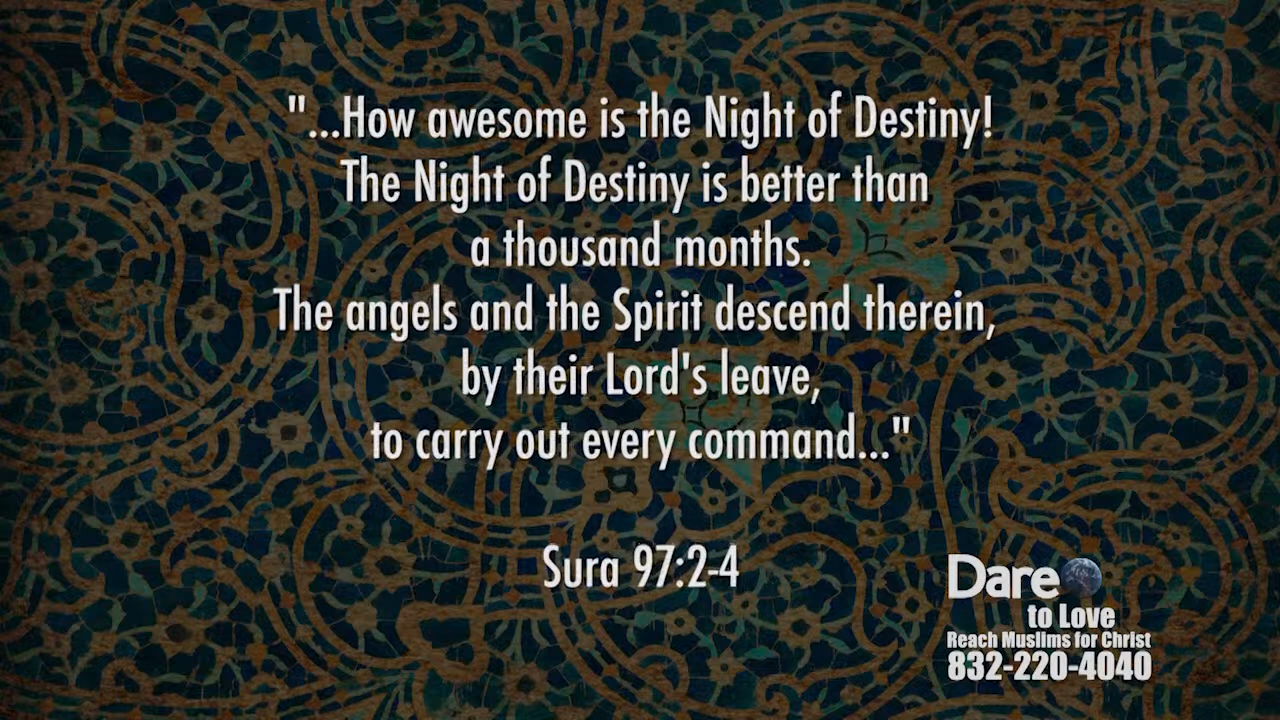 "...How awesome is the Night of Destiny!
The Night of Destiny is better than
a thousand months.
The angels and the Spirit descend therein,
by their Lord's leave,
to carry out every command..."
Sura 97:2-4
Dare
to Love
Reach Muslims for Christ
832-220-4040